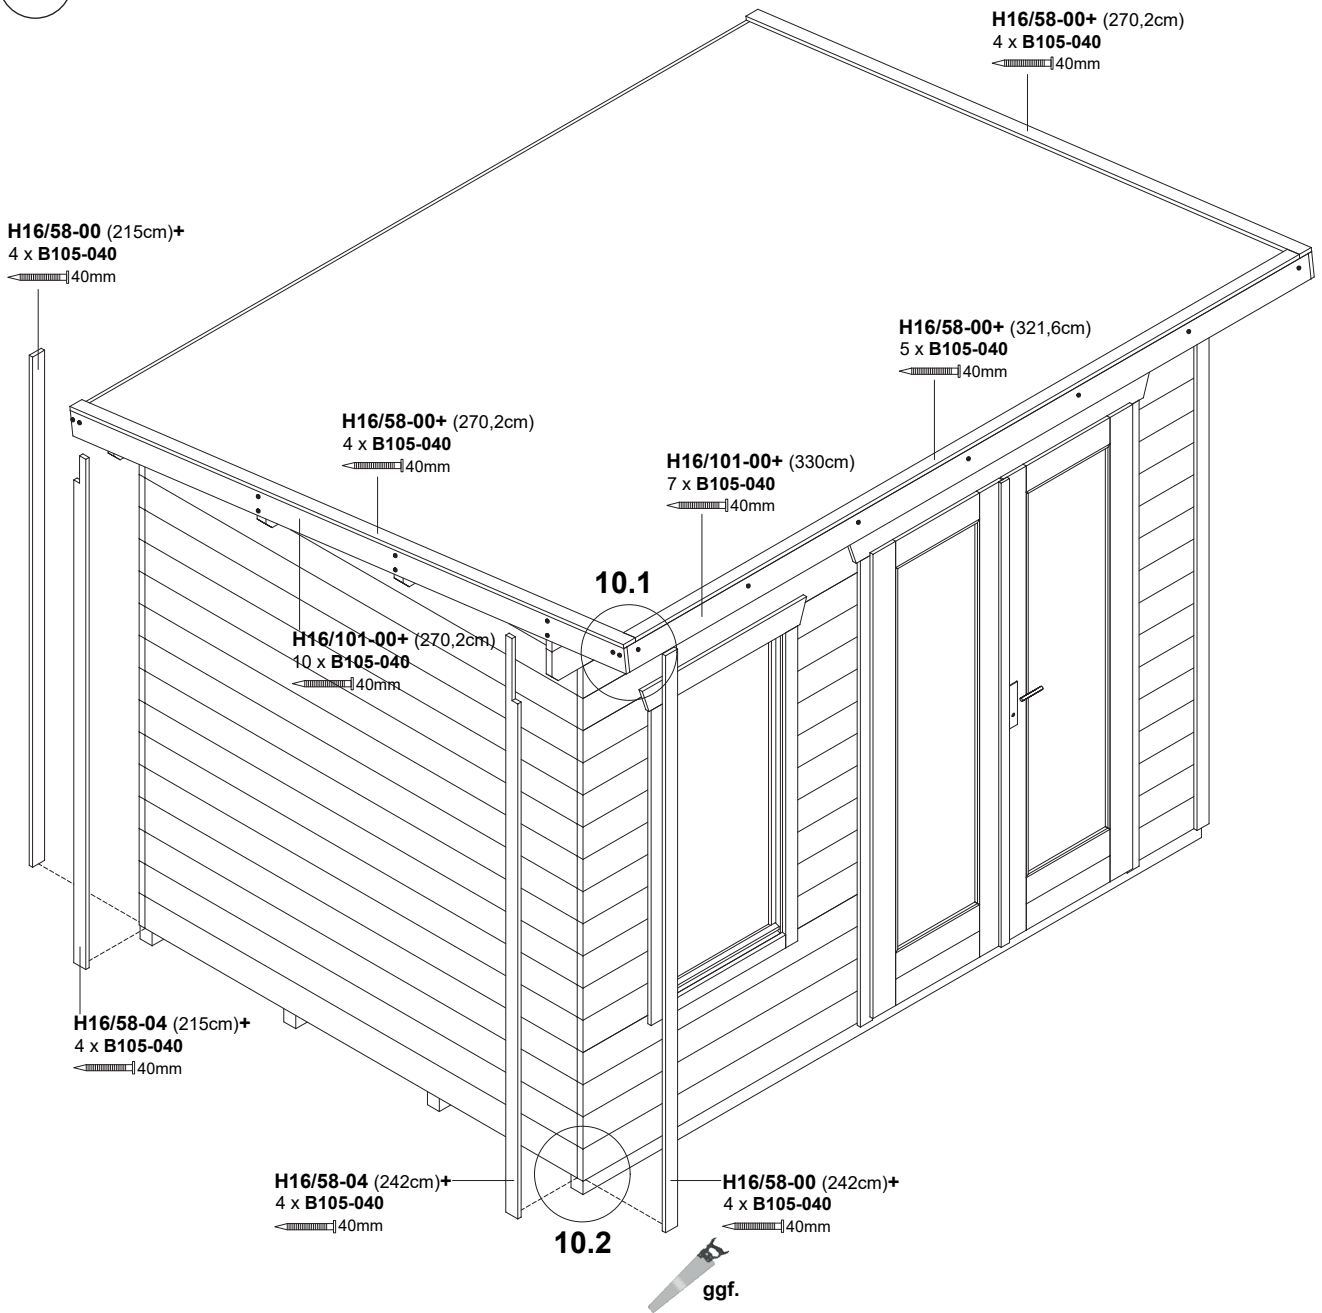 H16/58-00+ (270,2cm)
4 x B105-040
40mm
H16/58-00 (215cm)+
4 x B105-040
40mm
H16/58-00+ (321,6cm)
5 x B105-040
40mm
H16/58-00+ (270,2cm)
4 x B105-040
40mm
H16/101-00+ (330cm)
7 x B105-040
40mm
10.1
H16/101-00+ (270,2cm)
10 x B105-040
40mm
H16/58-04 (215cm)+
4 x B105-040
40mm
H16/58-04 (242cm)+
4 x B105-040
40mm
H16/58-00 (242cm)+
4 x B105-040
40mm
10.2
ggf.